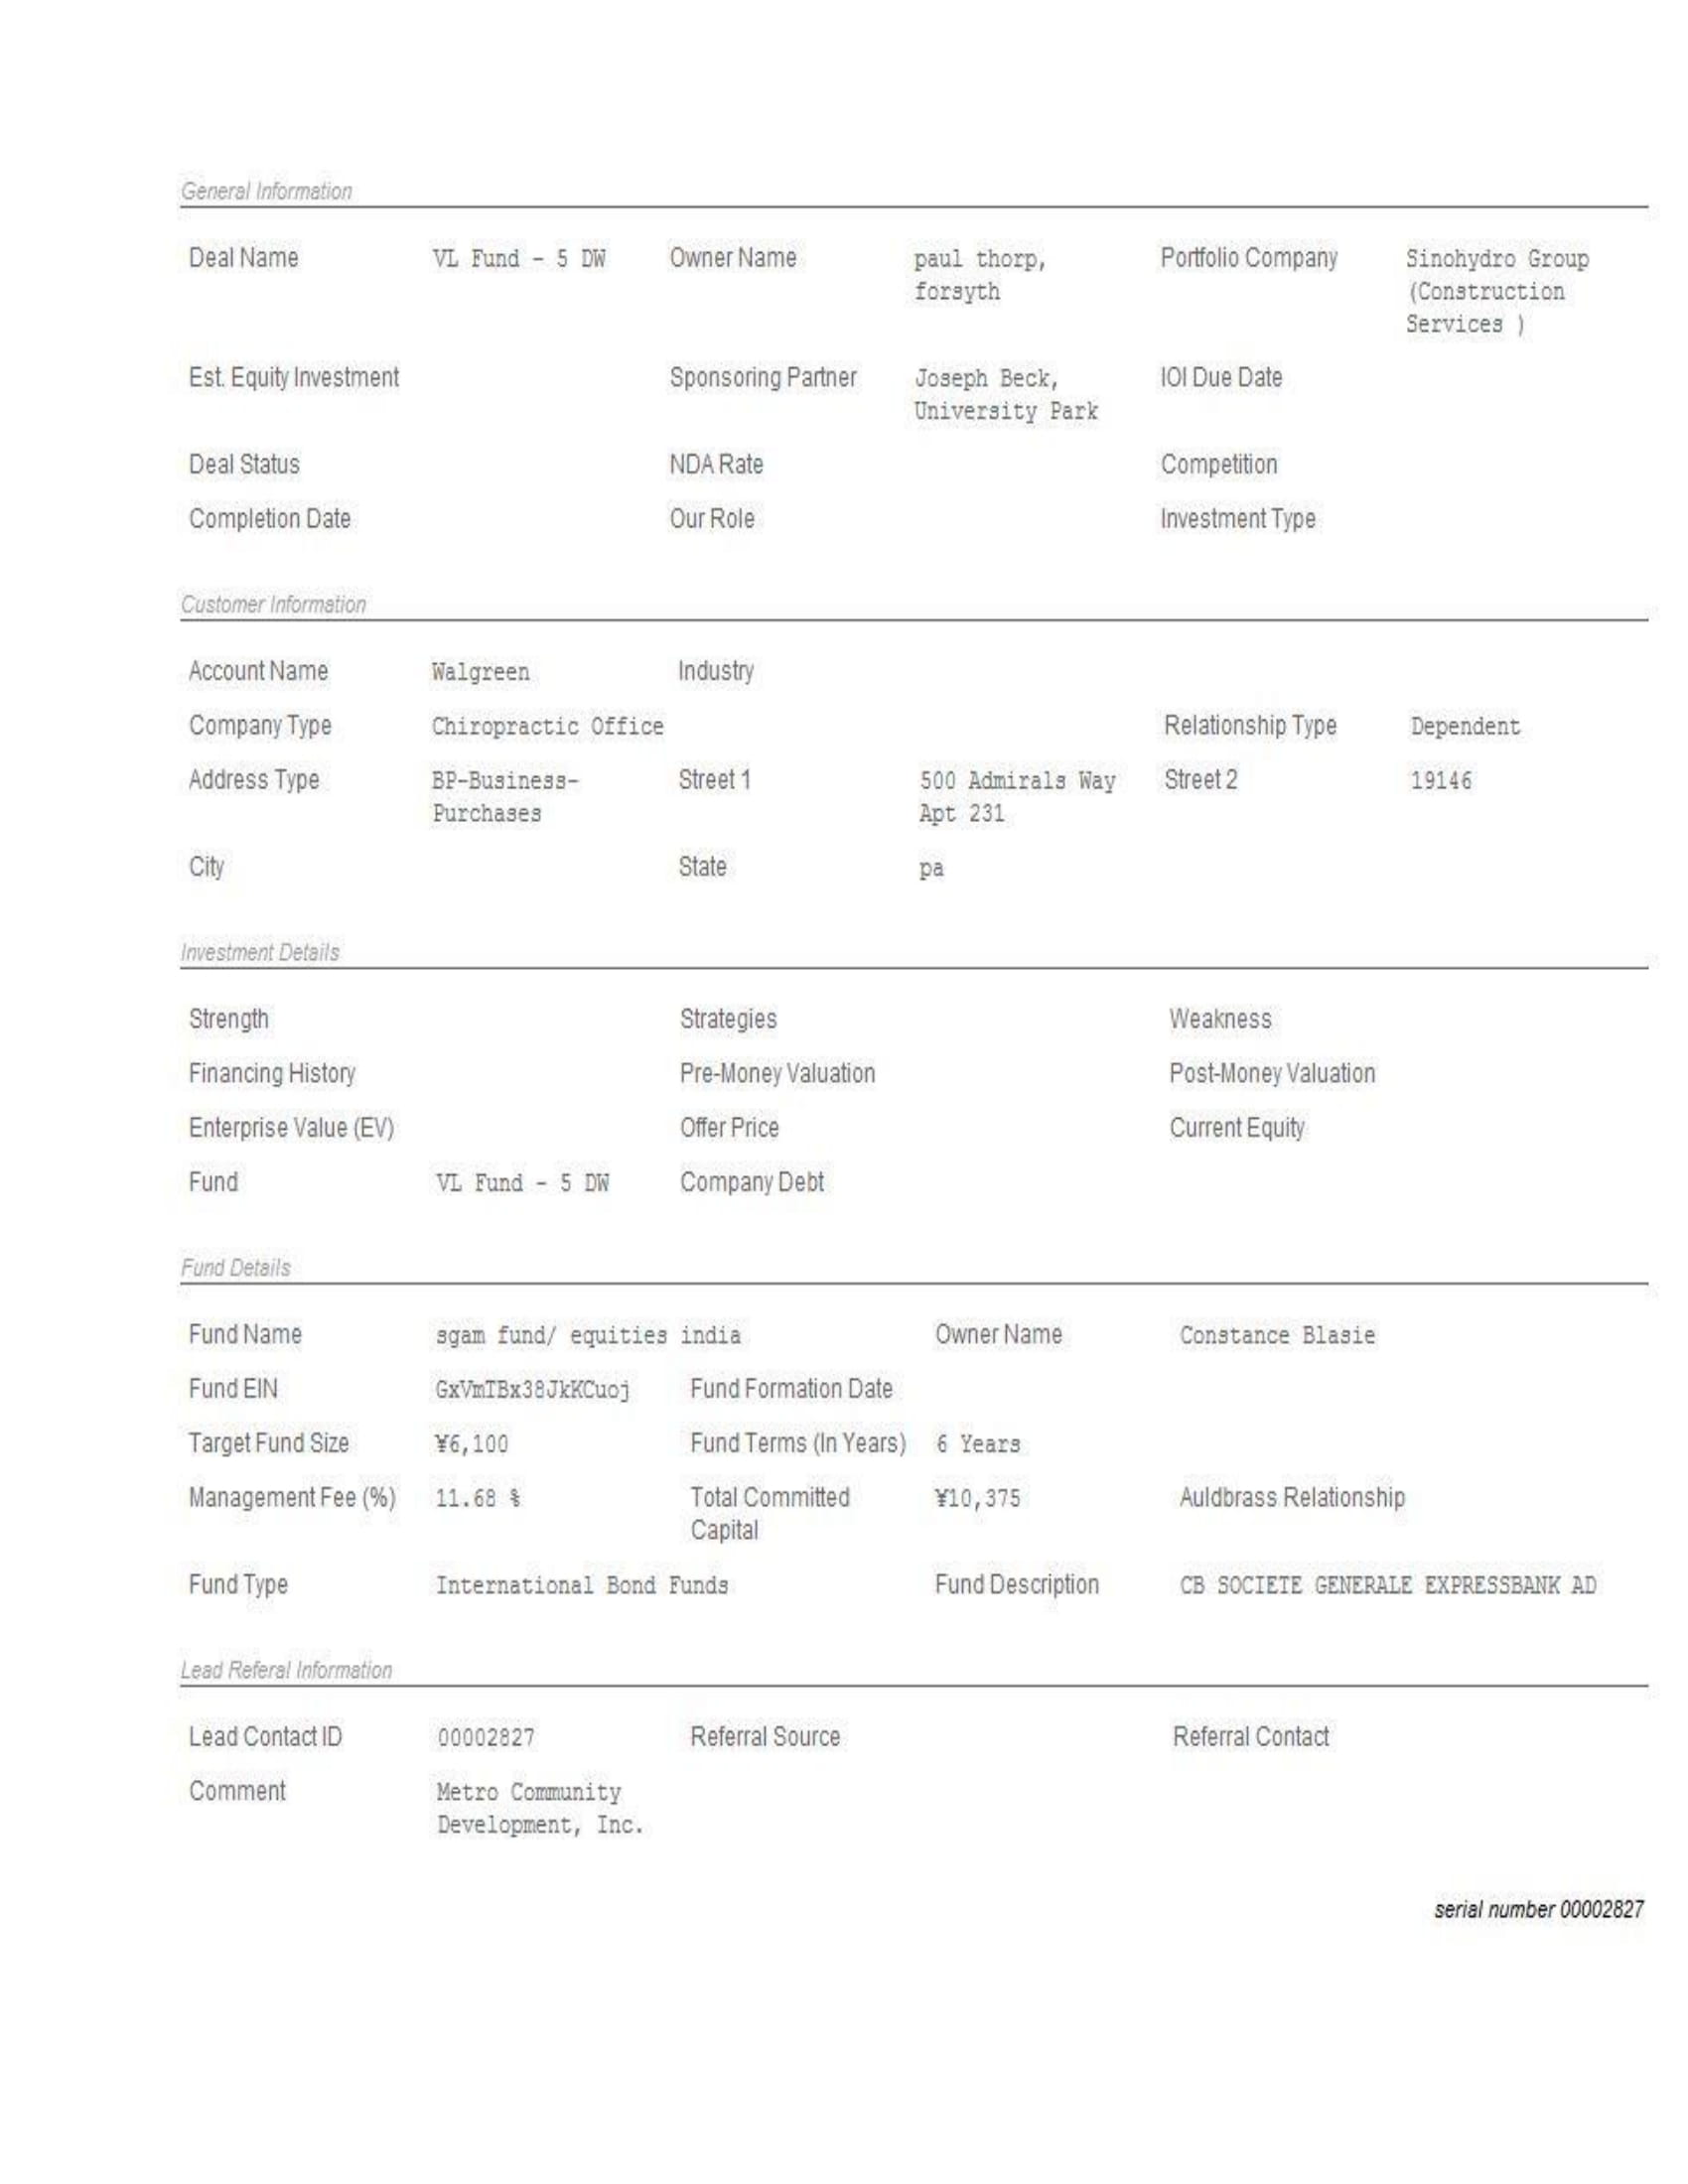 General Information
Deal Name VL Fund - 5 DW Owner Name paul thorp, Portfolio Company Sinohydro Group
forsyth (Construction
Services )
Est. Equity Investment Sponsoring Partner Joseph Beck, IOI Due Date
University Park
Deal Status NDA Rate Competition
Completion Date Our Role Investment Type
Customer Information
Account Name Walgreen Industry
Company Type Chiropractic Office Relationship Type Dependent
Address Type BP-Business- Street 1 500 Admirals Way Street 2 19146
Purchases Apt 231
City State pa
Investment Details
Strength Strategies Weakness
Financing History Pre-Money Valuation Post-Money Valuation
Enterprise Value (EV) Offer Price Current Equity
Fund VL Fund - 5 DW Company Debt
Fund Details
Fund Name sgam fund/ equities india Owner Name Constance Blasie
Fund EIN GxVmTBx38JkKCuoj Fund Formation Date
Target Fund Size ¥6,100 Fund Terms (In Years) 6 Years
Management Fee (%) 11.68 % Total Committed ¥10,375 Auldbrass Relationship
Capital
Fund Type International Bond Funds Fund Description CB SOCIETE GENERALE EXPRESSBANK AD
Lead Referal Information
Lead Contact ID 00002827 Referral Source Referral Contact
Comment Metro Community
Development, Inc.
serial number 00002827